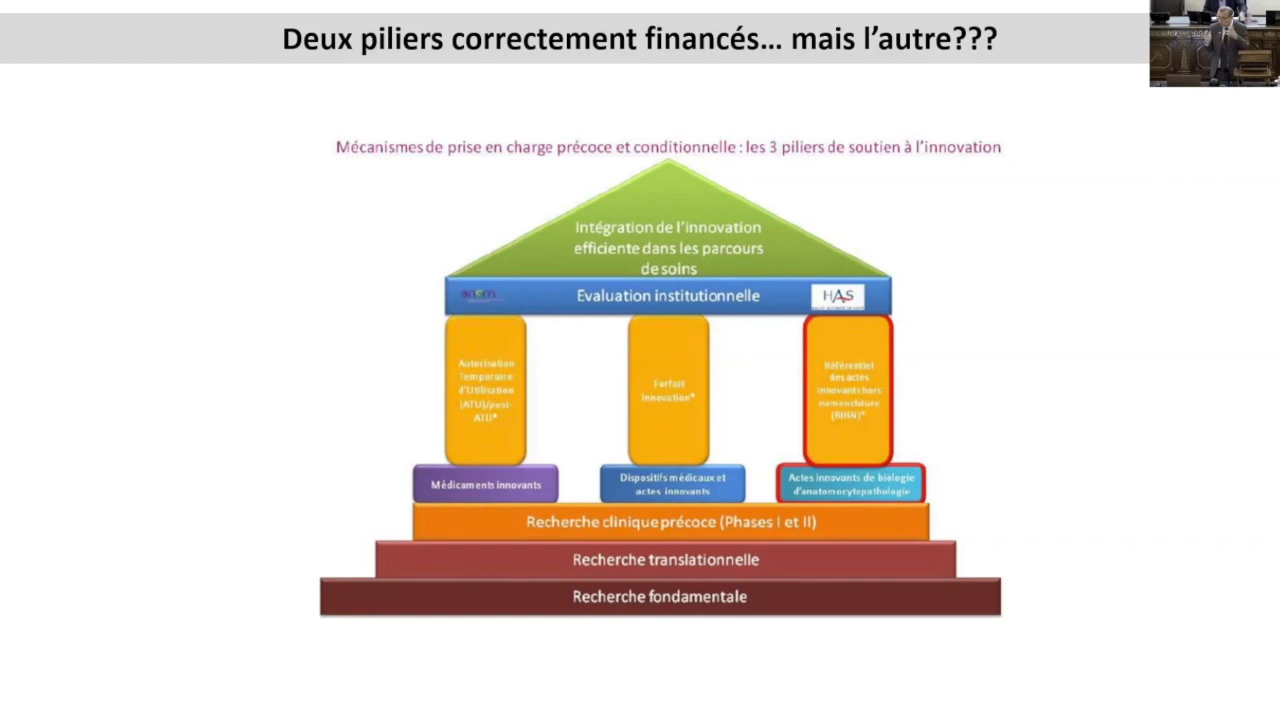 Deux piliers correctement financés... mais l'autre???
Mécanismes de prise en charge précoce et conditionnelle : les 3 piliers de soutien à l'innovation
Intégration de l'innovation
efficiente dans les parcours
de soins
ansm
Evaluation institutionnelle
HAS
Autorisation
Temporaire
d'Utilisation
(ATU)/post-
ATU*
Forfait
Innovation*
Référentiel
des actes
innovants hors
nomenclature
(RIHN)*
Médicaments innovants
Dispositifs médicaux et
actes innovants
Actes innovants de biologie
d'anatomocytopathologie
Recherche clinique précoce (Phases I et II)
Recherche translationnelle
Recherche fondamentale